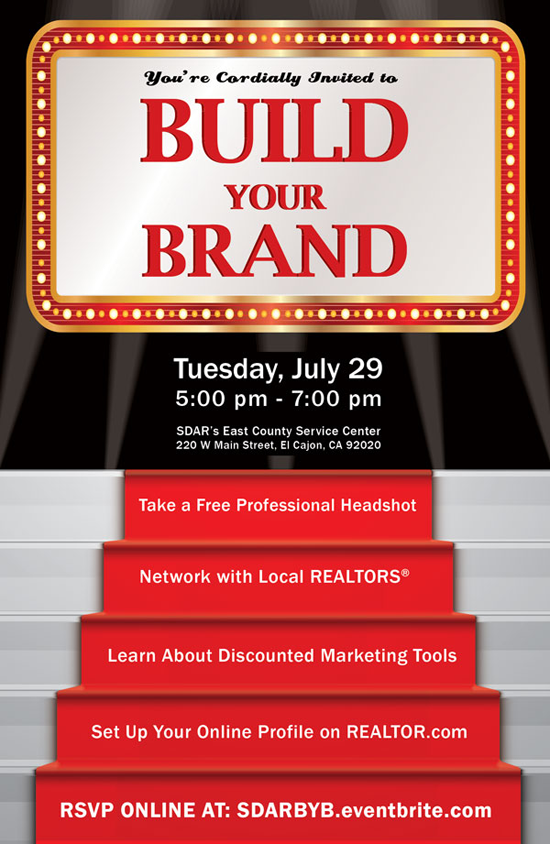 You're Cordially Invited to
BUILD
YOUR
BRAND
Tuesday, July 29
5:00 pm - 7:00 pm
SDAR's East County Service Center
220 W Main Street, El Cajon, CA 92020
Take a Free Professional Headshot
Network with Local REALTORS®
Learn About Discounted Marketing Tools
Set Up Your Online Profile on REALTOR.com
RSVP ONLINE AT: SDARBYB.eventbrite.com